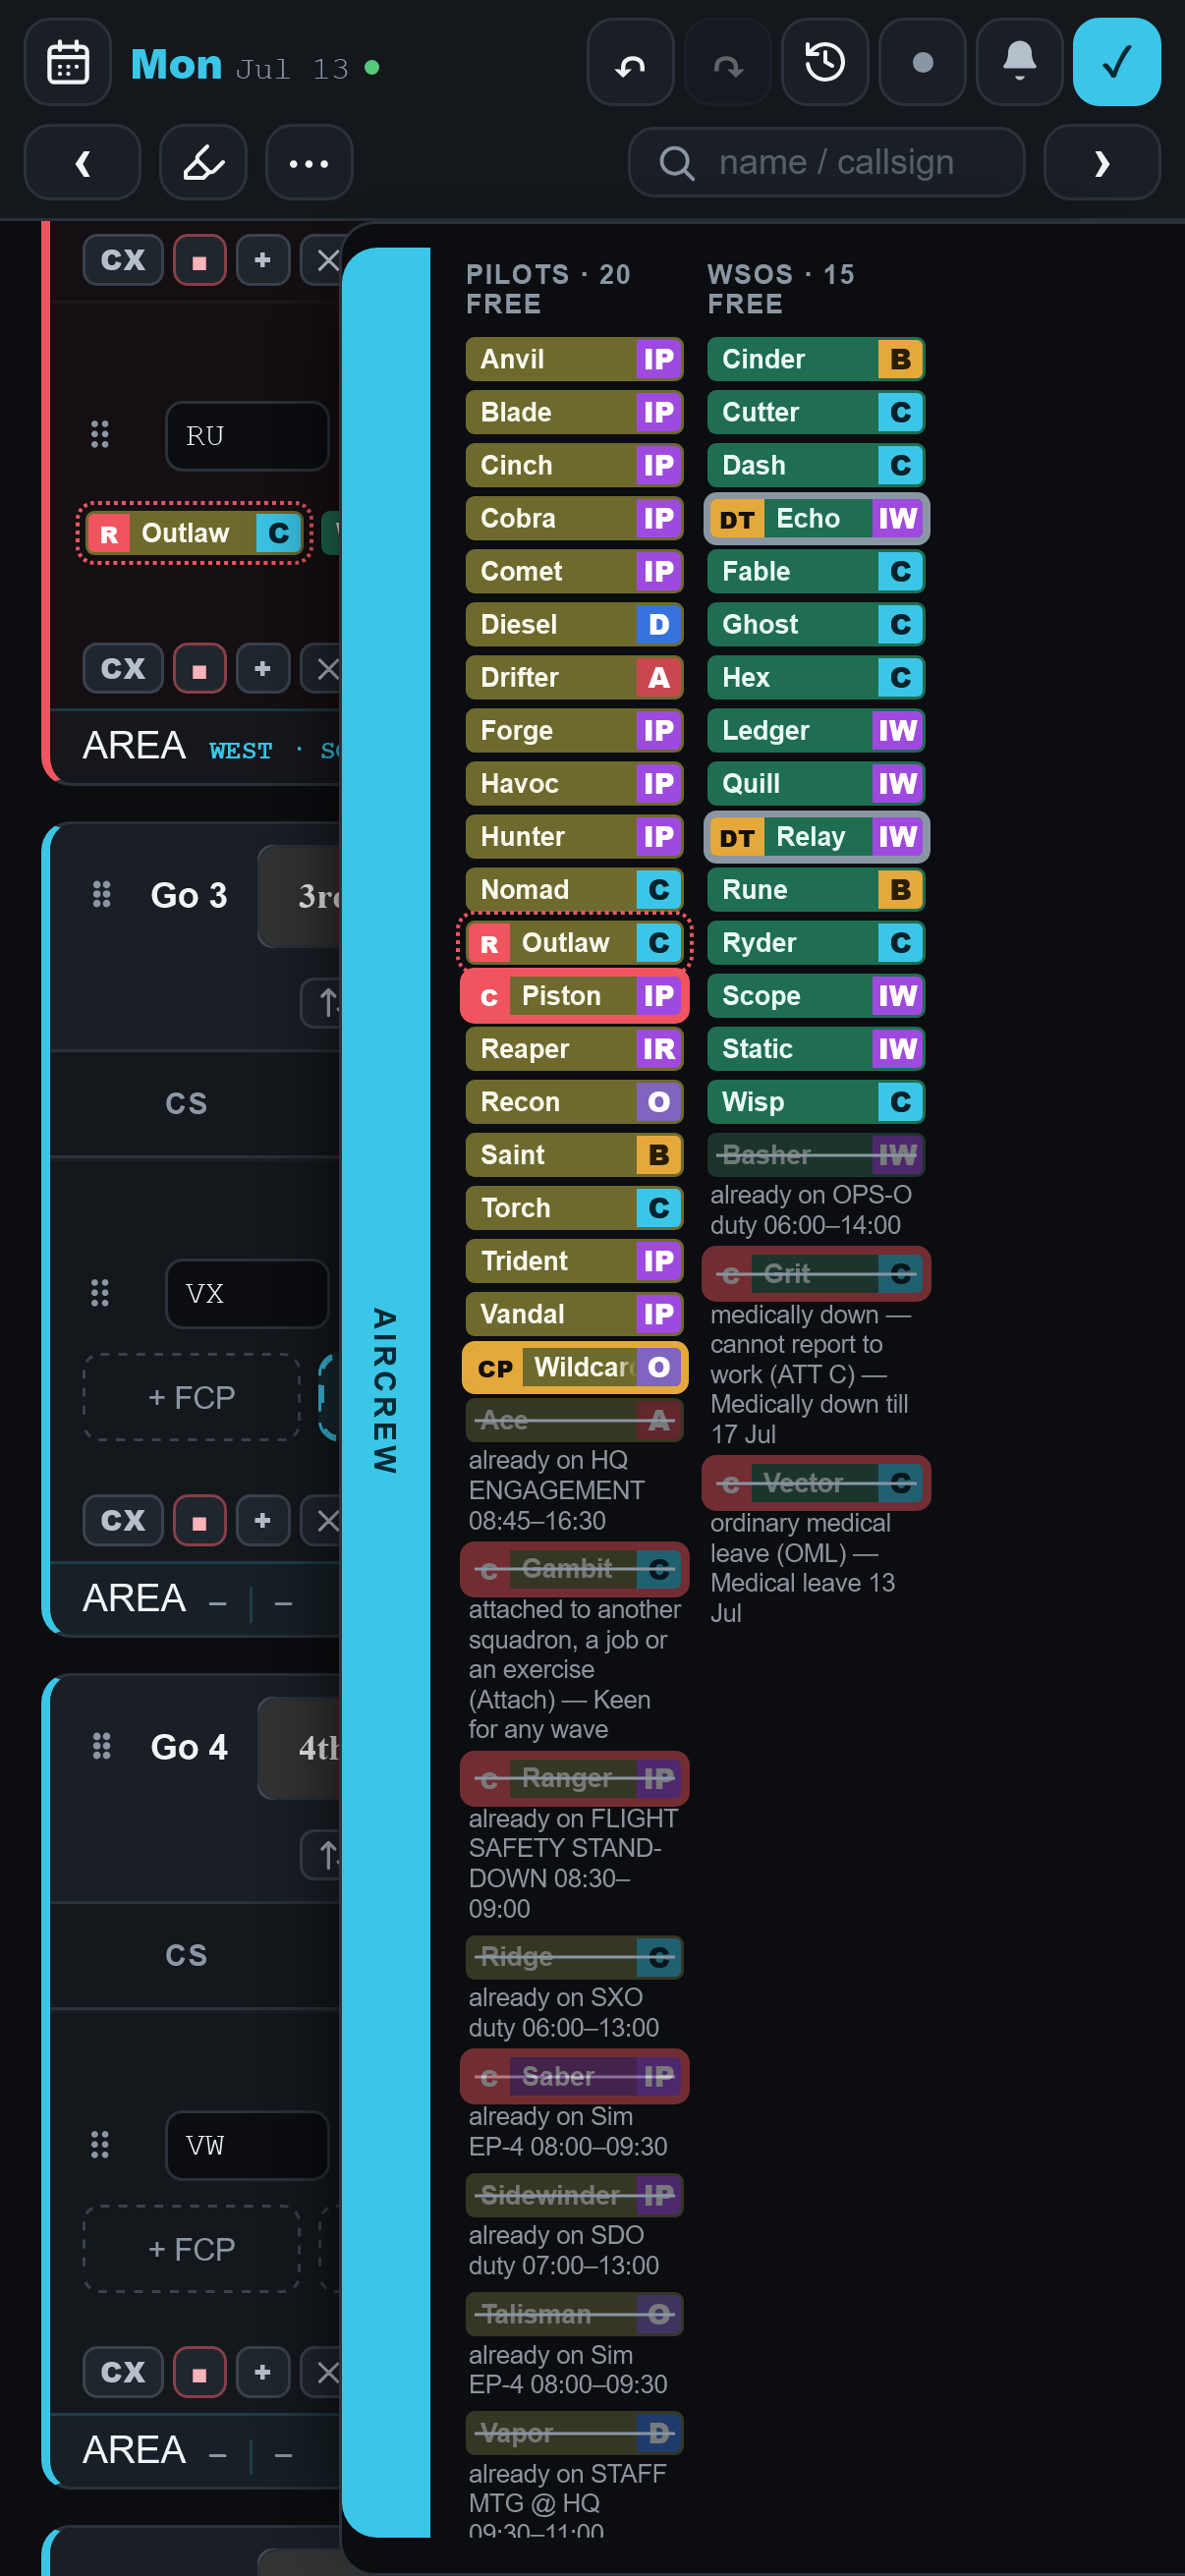 Mon Jul 13
name / callsign
CX ■ +
RU
R Outlaw C
CX ■ +
AREA WEST ·
Go 3
CS
VX
+ FCP
CX ■ +
AREA – | –
Go 4
CS
VW
+ FCP
CX ■ +
AREA – | –
AIRCREW
PILOTS · 20
FREE
Anvil IP
Blade IP
Cinch IP
Cobra IP
Comet IP
Diesel D
Drifter A
Forge IP
Havoc IP
Hunter IP
Nomad C
R Outlaw C
C Piston IP
Reaper IR
Recon O
Saint B
Torch C
Trident IP
Vandal IP
CP Wildcard O
Ace A
already on HQ
ENGAGEMENT
08:45–16:30
C Gambit C
attached to another
squadron, a job or
an exercise
(Attach) — Keen
for any wave
C Ranger IP
already on FLIGHT
SAFETY STAND-
DOWN 08:30–
09:00
Ridge C
already on SXO
duty 06:00–13:00
C Saber IP
already on Sim
EP-4 08:00–09:30
Sidewinder IP
already on SDO
duty 07:00–13:00
Talisman O
already on Sim
EP-4 08:00–09:30
Vapor D
already on STAFF
MTG @ HQ
09:30–11:00
WSOS · 15
FREE
Cinder B
Cutter C
Dash C
DT Echo IW
Fable C
Ghost C
Hex C
Ledger IW
Quill IW
DT Relay IW
Rune B
Ryder C
Scope IW
Static IW
Wisp C
Basher IW
already on OPS-O
duty 06:00–14:00
C Grit C
medically down —
cannot report to
work (ATT C) —
Medically down till
17 Jul
C Vector C
ordinary medical
leave (OML) —
Medical leave 13
Jul